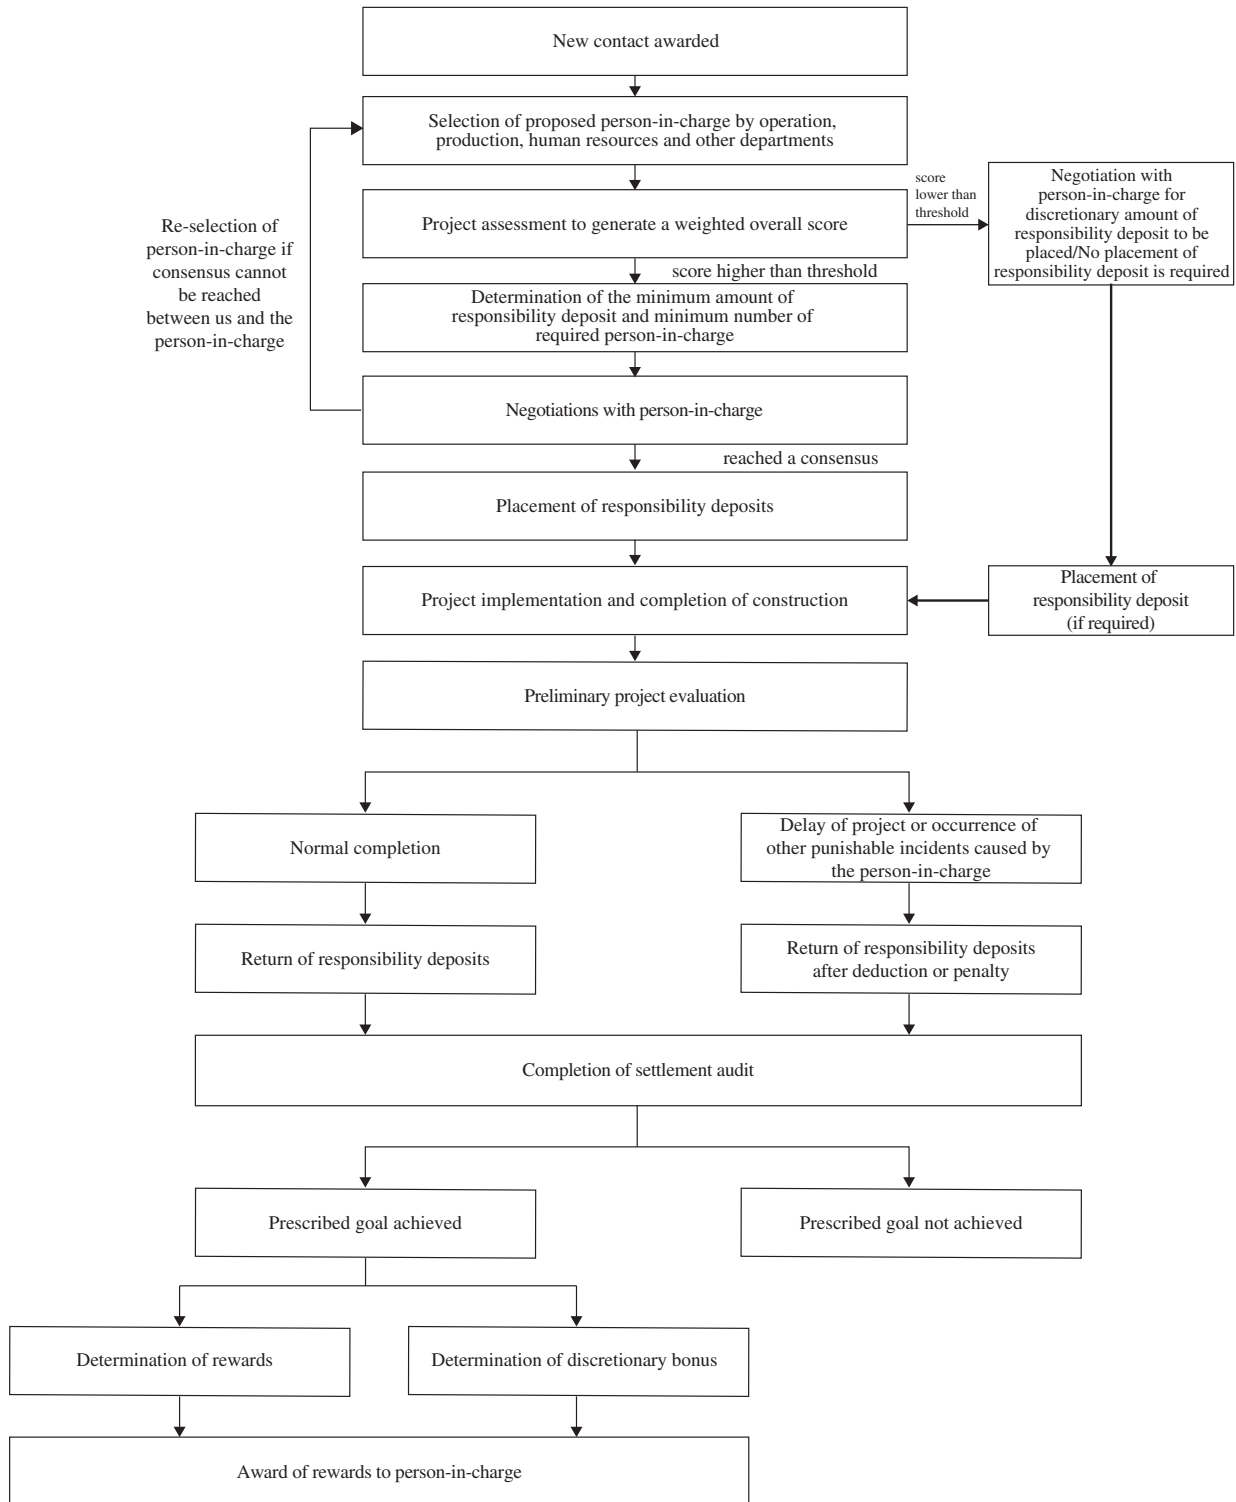 New contact awarded
Selection of proposed person-in-charge by operation,
production, human resources and other departments
Project assessment to generate a weighted overall score
score
lower than
threshold
Negotiation with
person-in-charge for
discretionary amount of
responsibility deposit to be
placed/No placement of
responsibility deposit is required
Re-selection of
person-in-charge if
consensus cannot
be reached
between us and the
person-in-charge
score higher than threshold
Determination of the minimum amount of
responsibility deposit and minimum number of
required person-in-charge
Negotiations with person-in-charge
reached a consensus
Placement of responsibility deposits
Project implementation and completion of construction
Placement of
responsibility deposit
(if required)
Preliminary project evaluation
Normal completion
Delay of project or occurrence of
other punishable incidents caused by
the person-in-charge
Return of responsibility deposits
Return of responsibility deposits
after deduction or penalty
Completion of settlement audit
Prescribed goal achieved
Prescribed goal not achieved
Determination of rewards
Determination of discretionary bonus
Award of rewards to person-in-charge